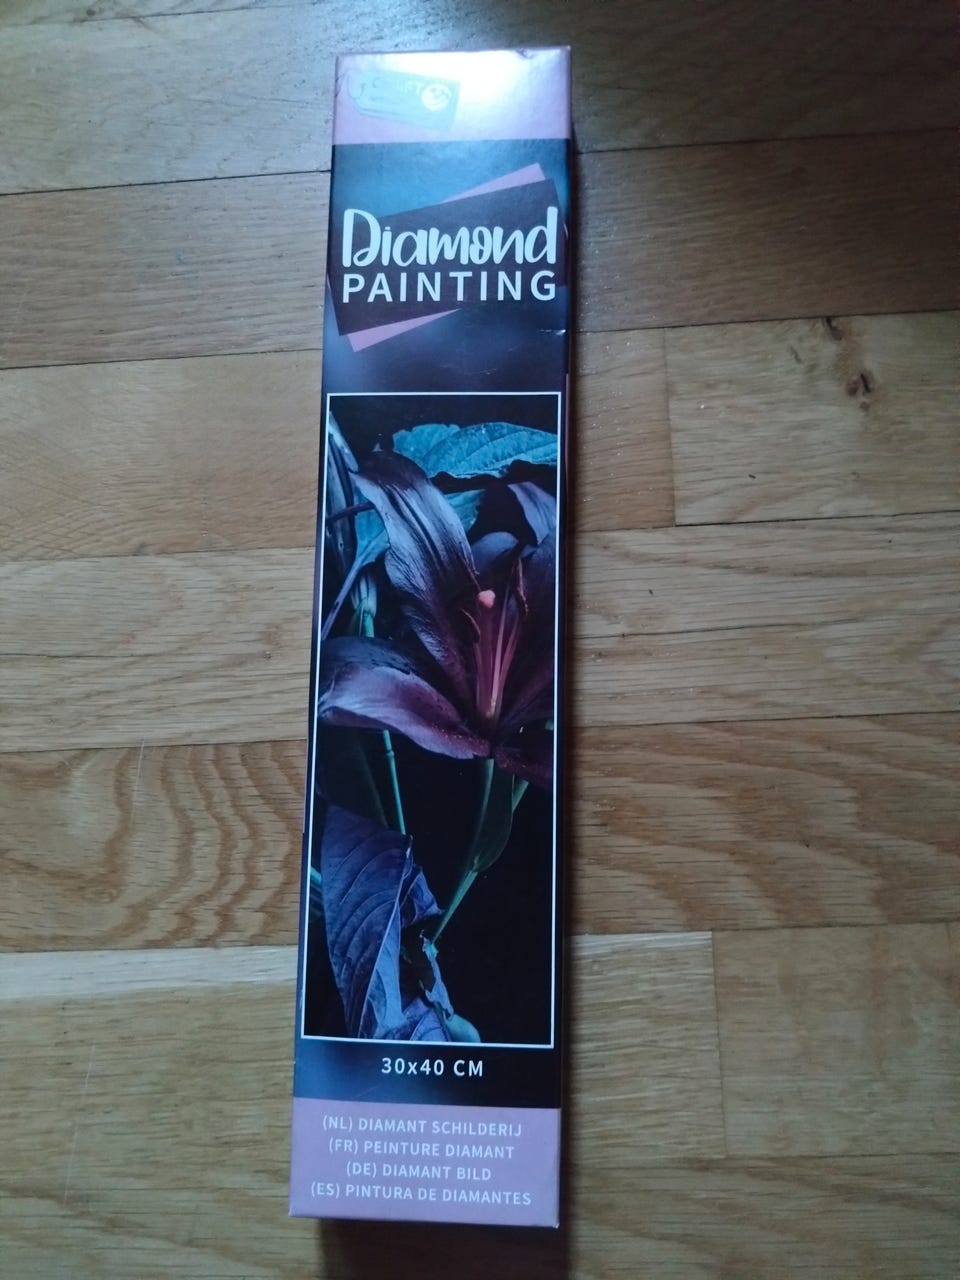 Diamond
PAINTING
30x40 CM
(NL) DIAMANT SCHILDERIJ
(FR) PEINTURE DIAMANT
(DE) DIAMANT BILD
(ES) PINTURA DE DIAMANTES